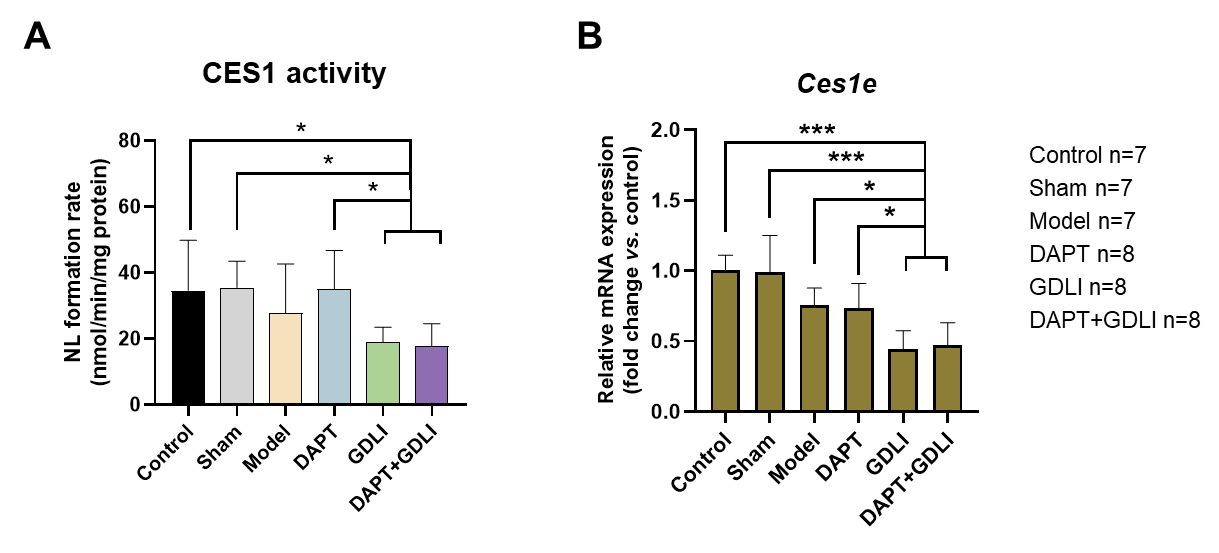 A
CES1 activity
NL formation rate
(nmol/min/mg protein)
80
60
40
20
0
*
*
*
Control
Sham
Model
DAPT
GDLI
DAPT+GDLI
B
Ces1e
Relative mRNA expression
(fold change vs. control)
2.0
1.5
1.0
0.5
0.0
***
***
*
*
Control
Sham
Model
DAPT
GDLI
DAPT+GDLI
Control n=7
Sham n=7
Model n=7
DAPT n=8
GDLI n=8
DAPT+GDLI n=8